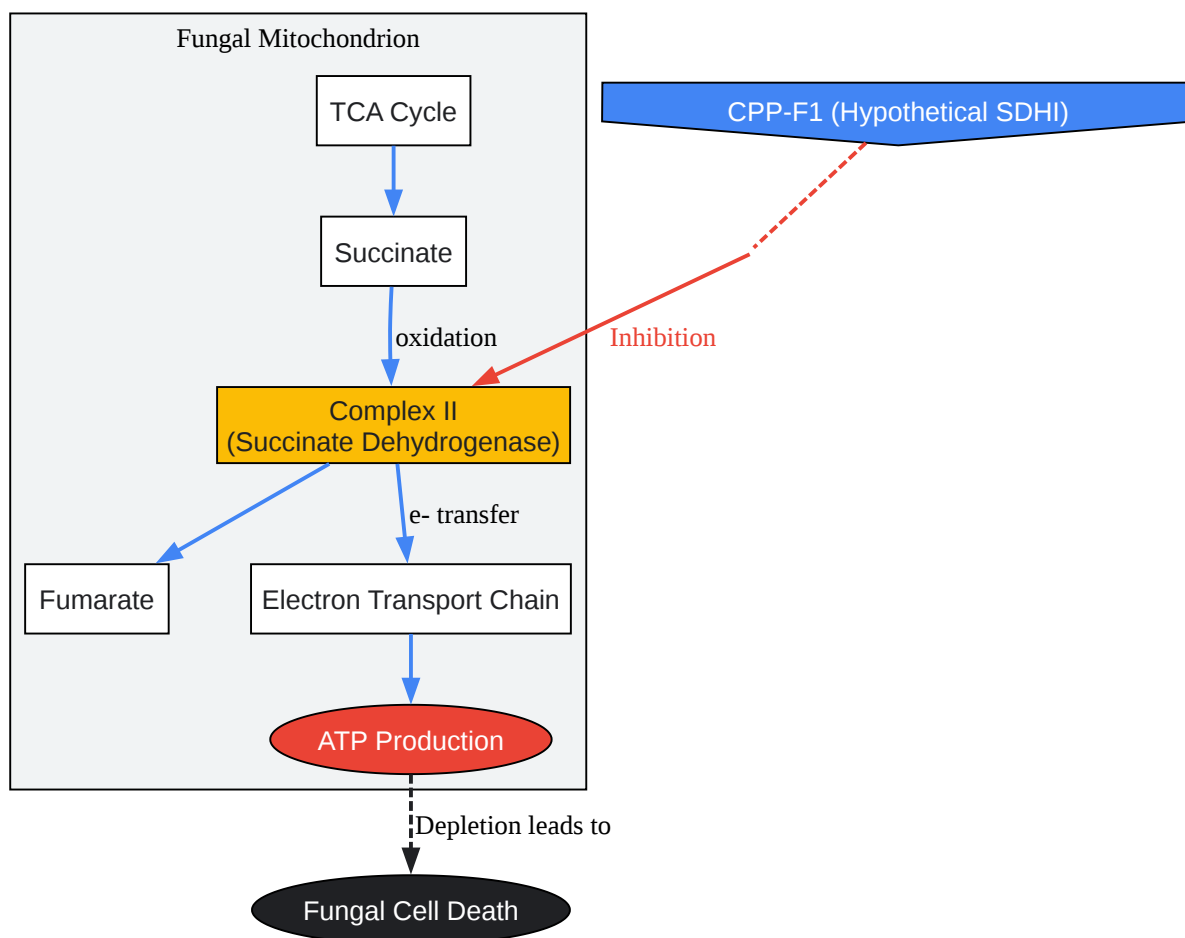 Fungal Mitochondrion
TCA Cycle
CPP-F1 (Hypothetical SDHI)
Succinate
oxidation
Inhibition
Complex II
(Succinate Dehydrogenase)
e- transfer
Fumarate
Electron Transport Chain
ATP Production
Depletion leads to
Fungal Cell Death